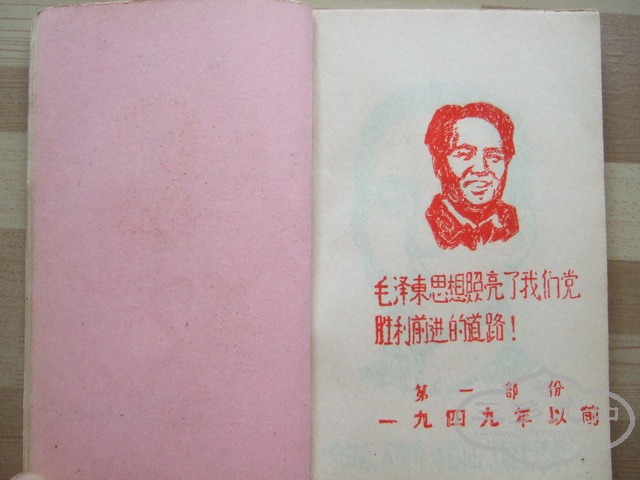 毛泽東思想照亮了我们党
胜利前进的道路！
第一部份
一九四九年以前